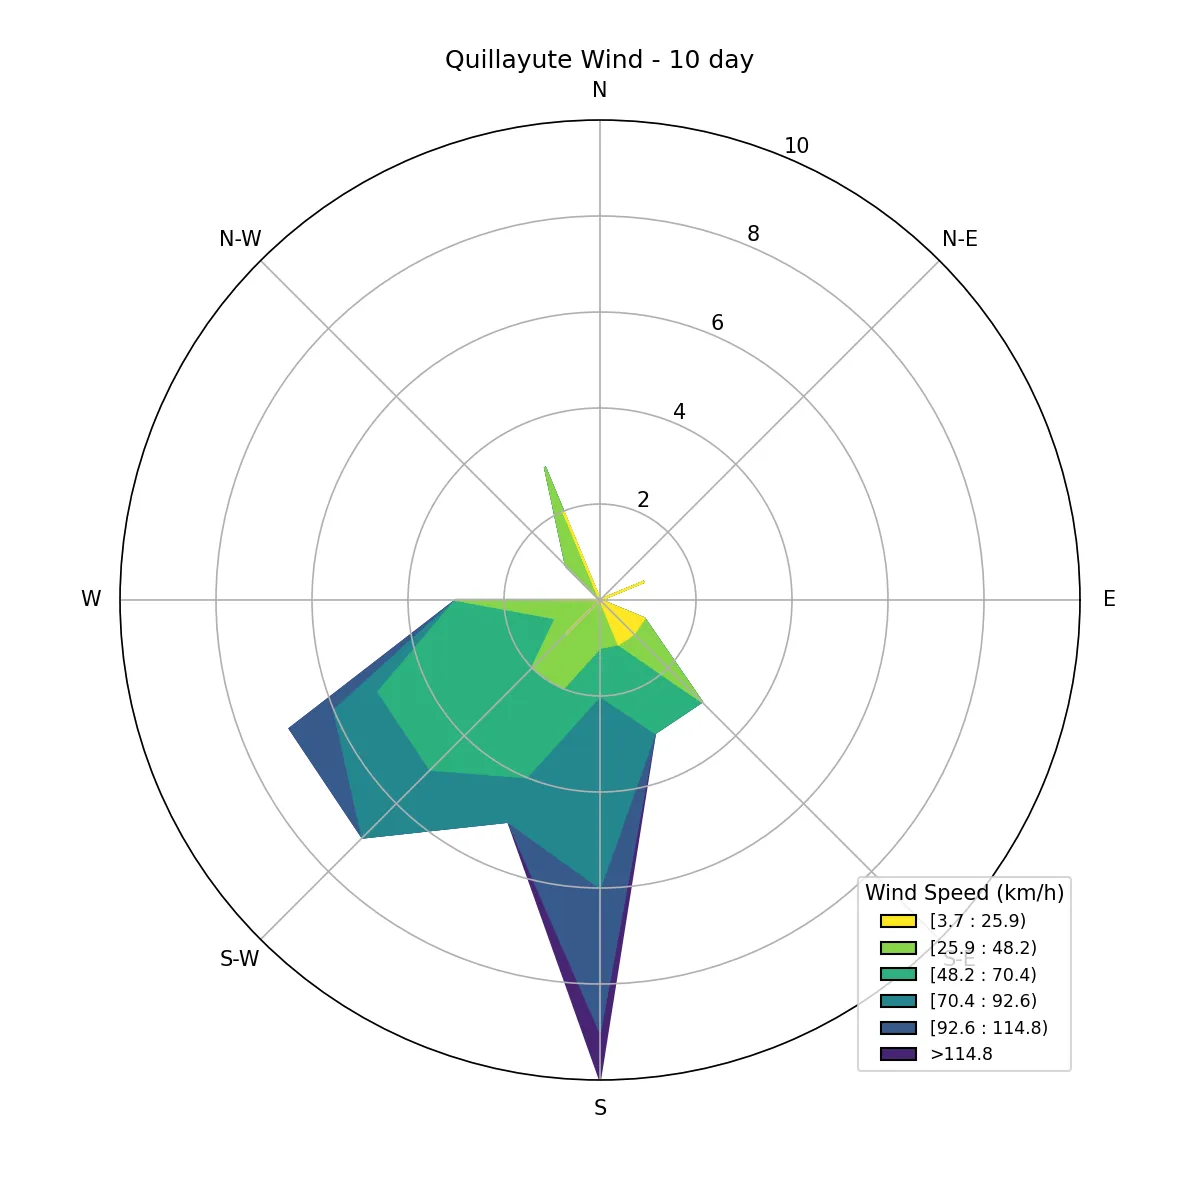 Quillayute Wind - 10 day
N
10
N-W
N-E
8
6
4
2
W
E
Wind Speed (km/h)
[3.7 : 25.9)
[25.9 : 48.2)
S-W
S-E
[48.2 : 70.4)
[70.4 : 92.6)
[92.6 : 114.8)
>114.8
S